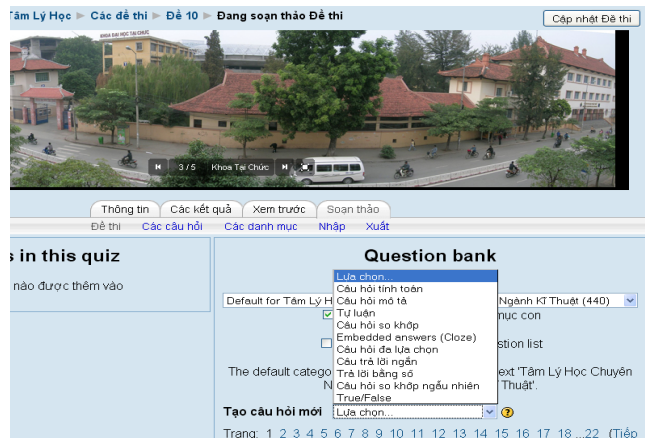 Tâm Lý Học ► Các đề thi ► Đề 10 ► Đang soạn thảo Đề thi
Cập nhật Đề thi
KHOA ĐẠI HỌC TẠI CHỨC
3 / 5 Khoa Tại Chức
Thông tin Các kết quả Xem trước Soạn thảo
Đề thi Các câu hỏi Các danh mục Nhập Xuất
s in this quiz
nào được thêm vào
Question bank
Default for Tâm Lý H
Ngành Kĩ Thuật (440)
mục con
stion list
The default catego
ext 'Tâm Lý Học Chuyên
N
Thuật'.
Lựa chọn...
Câu hỏi tính toán
Câu hỏi mô tả
Tự luận
Câu hỏi so khớp
Embedded answers (Cloze)
Câu hỏi đa lựa chọn
Câu trả lời ngắn
Trả lời bằng số
Câu hỏi so khớp ngẫu nhiên
True/False
Tạo câu hỏi mới Lựa chọn...
Trang: 1 2 3 4 5 6 7 8 9 10 11 12 13 14 15 16 17 18 ...22 (Tiếp